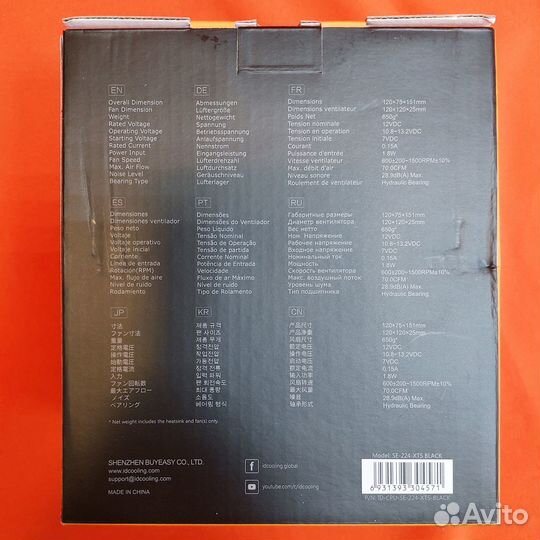 EN
Overall Dimension
Fan Dimension
Weight
Rated Voltage
Operating Voltage
Starting Voltage
Rated Current
Power Input
Fan Speed
Max. Air Flow
Noise Level
Bearing Type
DE
Abmessungen
Lüftergröße
Nettogewicht
Spannung
Betriebsspannung
Anlaufspannung
Nennstrom
Eingangsleistung
Lüfterdrehzahl
Luftdurchsatz
Geräuschniveau
Lüfterlager
FR
Dimensions
Dimensions ventilateur
Poids Net
Tension nominale
Tension en operation
Tension initiale
Courant
Puissance d'entrée
Vitesse ventilateur
Max. débit d'air
Niveau sonore
Roulement de ventilateur
120×75×151mm
120×120×25mm
650g*
12VDC
10.8~13.2VDC
7VDC
0.15A
1.8W
600±200~1500RPM±10%
70.0CFM
28.9dB(A) Max.
Hydraulic Bearing
ES
Dimensiones
Dimensiones ventilador
Peso neto
Voltaje
Voltaje operativo
Voltaje inicial
Corriente
Línea de entrada
Rotación(RPM)
Max. flujo de aire
Nivel de ruido
Rodamiento
PT
Dimensões
Dimensões do Ventilador
Peso Líquido
Tensão Nominal
Tensão de Operação
Tensão de partida
Corrente Nominal
Potência de Entrada
Velocidade
Fluxo de ar Máximo
Nível de ruído
Tipo de Rolamento
RU
Габаритные размеры
Диаметр вентилятора
Вес нетто
Ном. Напряжение
Рабочее напряжение
Входное напряжение
Номинальный ток
Мощность
Скорость вентилятора
Макс. воздушный поток
Уровень шума
Тип подшипника
120×75×151mm
120×120×25mm
650g*
12VDC
10.8~13.2VDC
7VDC
0.15A
1.8W
600±200~1500RPM±10%
70.0CFM
28.9dB(A) Max.
Hydraulic Bearing
JP
寸法
ファン寸法
重量
定格電圧
操作電圧
始動電圧
定格電流
入力
ファン回転数
最大エアフロー
ノイズ
ベアリング
KR
제품 규격
팬 사이즈
제품 무게
정격전압
작업전압
가동전압
정격 전류
입력 파워
팬 회전속도
최대 풍량
소음도
베어링 형식
CN
产品尺寸
产品净重
风扇尺寸
额定电压
操作电压
启动电压
额定电流
输入功率
风扇转速
最大风量
噪音
轴承形式
120×75×151mm
120×120×25mm
650g*
12VDC
10.8~13.2VDC
7VDC
0.15A
1.8W
600±200~1500RPM±10%
70.0CFM
28.9dB(A) Max.
Hydraulic Bearing
* Net weight includes the heatsink and fan(s) only.
SHENZHEN BUYEASY CO., LTD.
www.idcooling.com
support@idcooling.com
MADE IN CHINA
idcooling.global
youtube.com/c/idcooling
Model: SE-224-XTS BLACK
6 931393 304571
P/N: ID-CPU-SE-224-XTS-BLACK
Avito